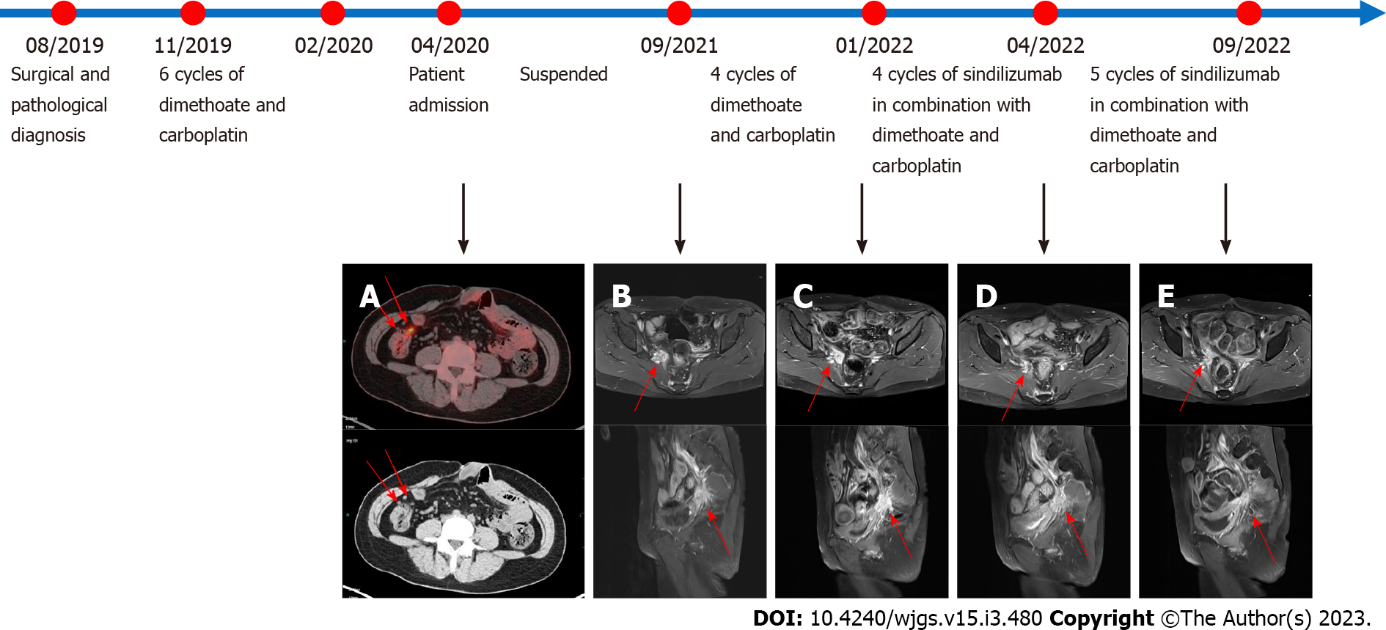 08/2019
11/2019
02/2020
04/2020
09/2021
01/2022
04/2022
09/2022
Surgical and
pathological
diagnosis
6 cycles of
dimethoate and
carboplatin
Patient
admission
Suspended
4 cycles of
dimethoate
and carboplatin
4 cycles of sindilizumab
in combination with
dimethoate and
carboplatin
5 cycles of sindilizumab
in combination with
dimethoate and
carboplatin
A
B
C
D
E
DOI: 10.4240/wjgs.v15.i3.480 Copyright ©The Author(s) 2023.